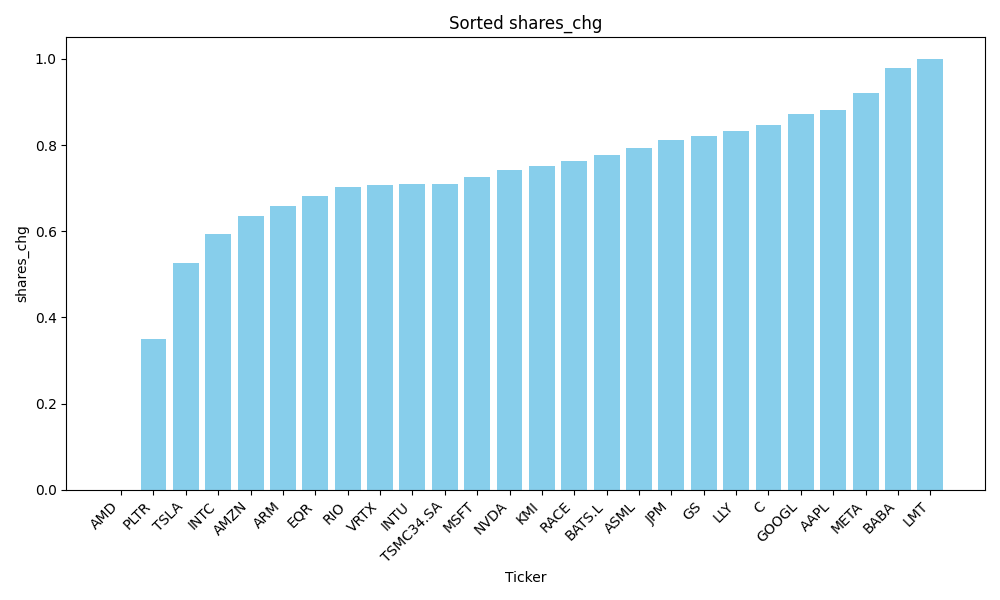 Sorted shares_chg
shares_chg
1.0
0.8
0.6
0.4
0.2
0.0
AMD
PLTR
TSLA
INTC
AMZN
ARM
EQR
RIO
VRTX
INTU
TSMC34.SA
MSFT
NVDA
KMI
RACE
BATS.L
ASML
JPM
GS
LLY
C
GOOGL
AAPL
META
BABA
LMT
Ticker